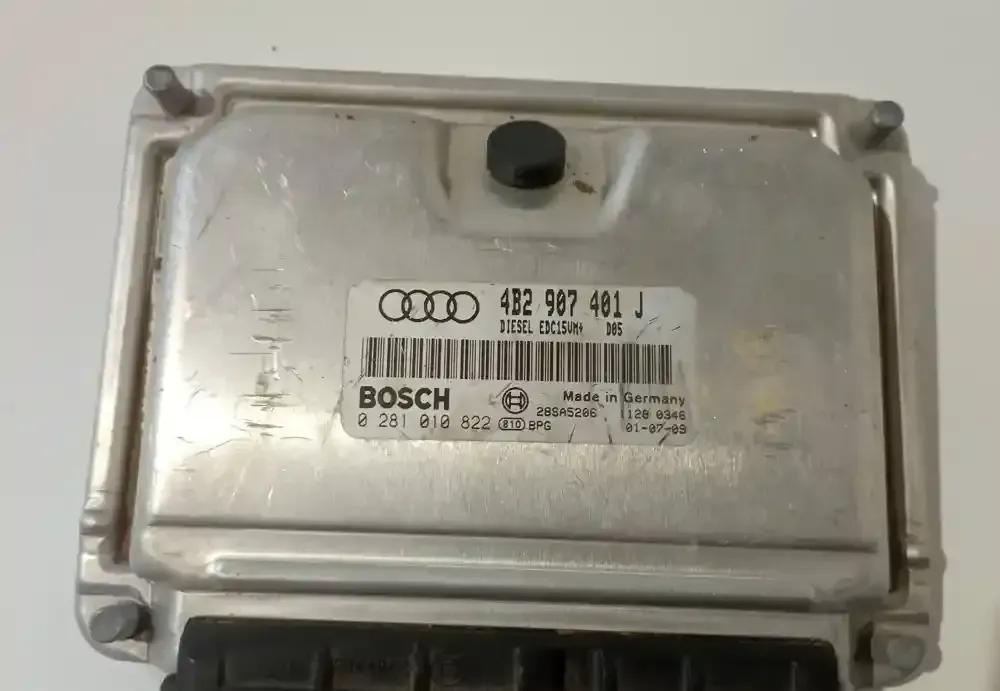 4B2 907 401 J
DIESEL EDC15VM+ D05
BOSCH Made in Germany
28SA5206 1128 0346
0 281 010 822 810 BPG 01-07-09